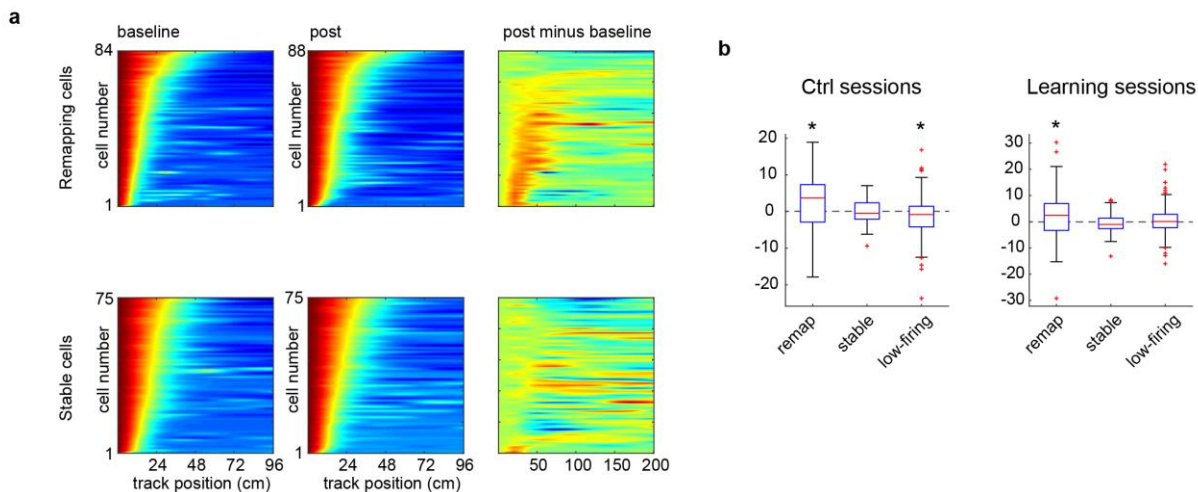 a
baseline
post
post minus baseline
Remapping cells
cell number
84
1
cell number
88
1
Stable cells
cell number
75
1
24 48 72 96
track position (cm)
cell number
75
1
24 48 72 96
track position (cm)
50 100 150 200
b
Ctrl sessions
* *
20
10
0
-10
-20
remap stable low-firing
Learning sessions
*
30
20
10
0
-10
-20
-30
remap stable low-firing